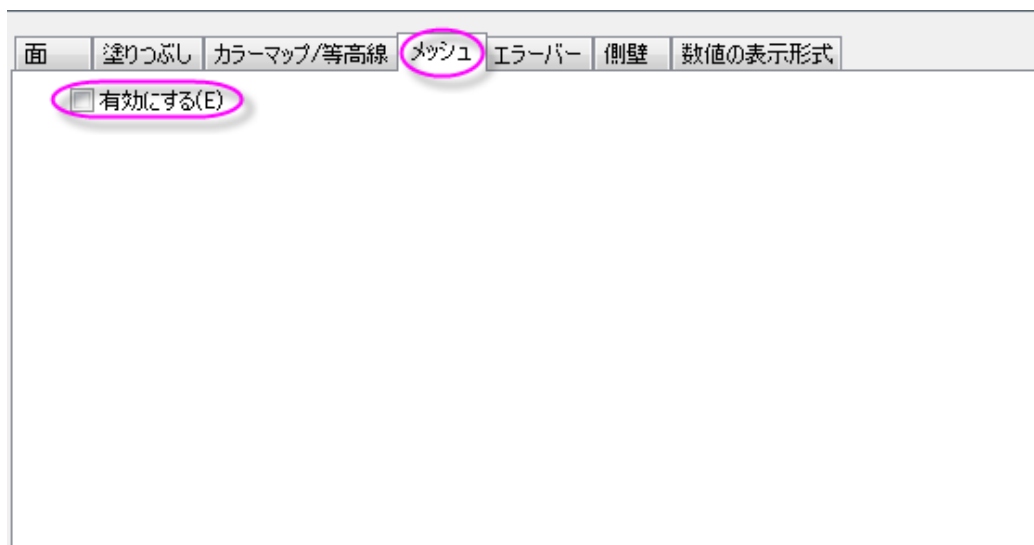 面 塗りつぶし カラーマップ/等高線 メッシュ エラーバー 側壁 数値の表示形式
有効にする(E)